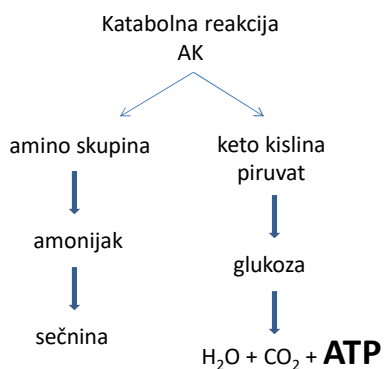 Katabolna reakcija
AK
amino skupina
amonijak
sečnina
keto kislina
piruvat
glukoza
H₂O + CO₂ + ATP